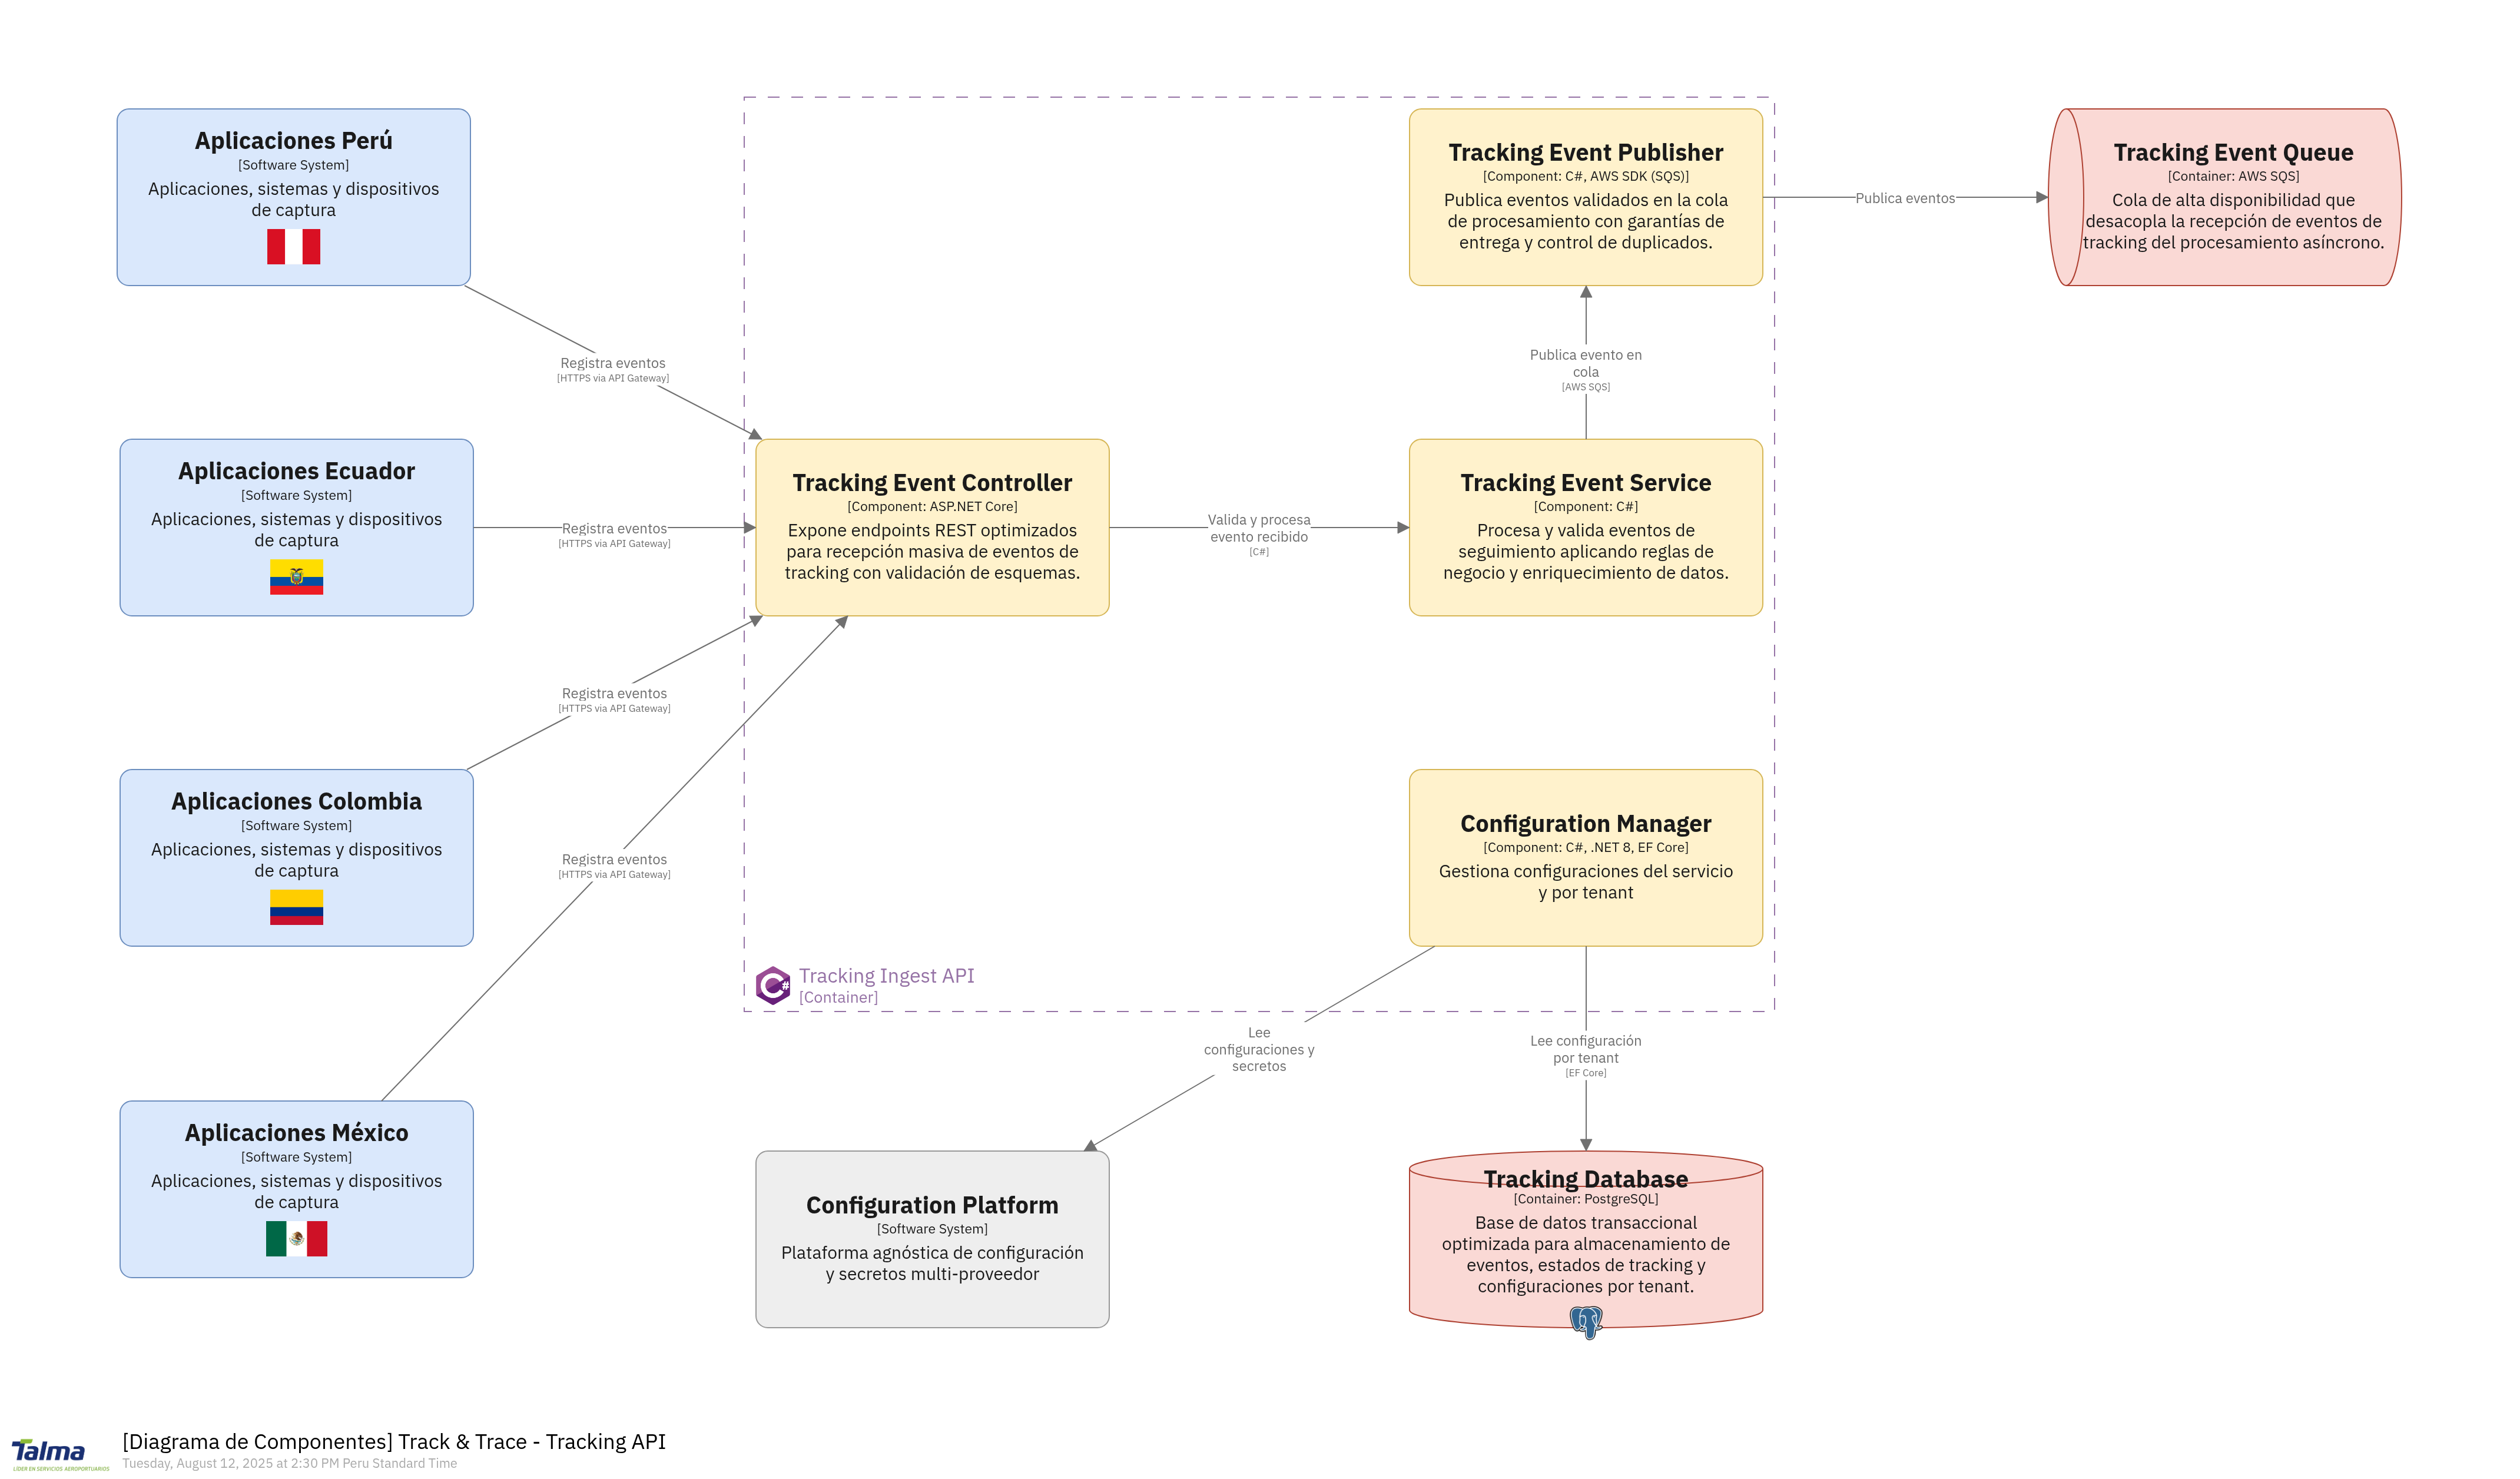 Aplicaciones Perú
[Software System]
Aplicaciones, sistemas y dispositivos
de captura
Registra eventos
[HTTPS via API Gateway]
Aplicaciones Ecuador
[Software System]
Aplicaciones, sistemas y dispositivos
de captura
Registra eventos
[HTTPS via API Gateway]
Aplicaciones Colombia
[Software System]
Aplicaciones, sistemas y dispositivos
de captura
Registra eventos
[HTTPS via API Gateway]
Aplicaciones México
[Software System]
Aplicaciones, sistemas y dispositivos
de captura
Registra eventos
[HTTPS via API Gateway]
Tracking Event Controller
[Component: ASP.NET Core]
Expone endpoints REST optimizados
para recepción masiva de eventos de
tracking con validación de esquemas.
Valida y procesa
evento recibido
[C#]
Tracking Event Service
[Component: C#]
Procesa y valida eventos de
seguimiento aplicando reglas de
negocio y enriquecimiento de datos.
Publica evento en
cola
[AWS SQS]
Tracking Event Publisher
[Component: C#, AWS SDK (SQS)]
Publica eventos validados en la cola
de procesamiento con garantías de
entrega y control de duplicados.
Publica eventos
Tracking Event Queue
[Container: AWS SQS]
Cola de alta disponibilidad que
desacopla la recepción de eventos de
tracking del procesamiento asíncrono.
Configuration Manager
[Component: C#, .NET 8, EF Core]
Gestiona configuraciones del servicio
y por tenant
C#
Tracking Ingest API
[Container]
Lee
configuraciones y
secretos
Lee configuración
por tenant
[EF Core]
Configuration Platform
[Software System]
Plataforma agnóstica de configuración
y secretos multi-proveedor
Tracking Database
[Container: PostgreSQL]
Base de datos transaccional
optimizada para almacenamiento de
eventos, estados de tracking y
configuraciones por tenant.
Talma
LÍDER EN SERVICIOS AEROPORTUARIOS
[Diagrama de Componentes] Track & Trace - Tracking API
Tuesday, August 12, 2025 at 2:30 PM Peru Standard Time